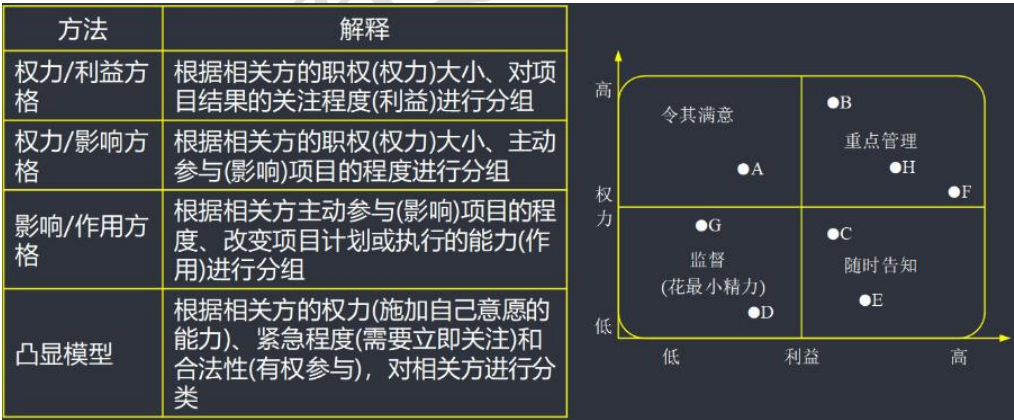 方法
解释
权力/利益方
格
根据相关方的职权(权力)大小、对项
目结果的关注程度(利益)进行分组
权力/影响方
格
根据相关方的职权(权力)大小、主动
参与(影响)项目的程度进行分组
影响/作用方
格
根据相关方主动参与(影响)项目的程
度、改变项目计划或执行的能力(作
用)进行分组
凸显模型
根据相关方的权力(施加自己意愿的
能力)、紧急程度(需要立即关注)和
合法性(有权参与)，对相关方进行分
类
高
权
力
低
令其满意
●A
●B
重点管理
●H
●F
●G
监督
(花最小精力)
●D
●C
随时告知
●E
低
利益
高